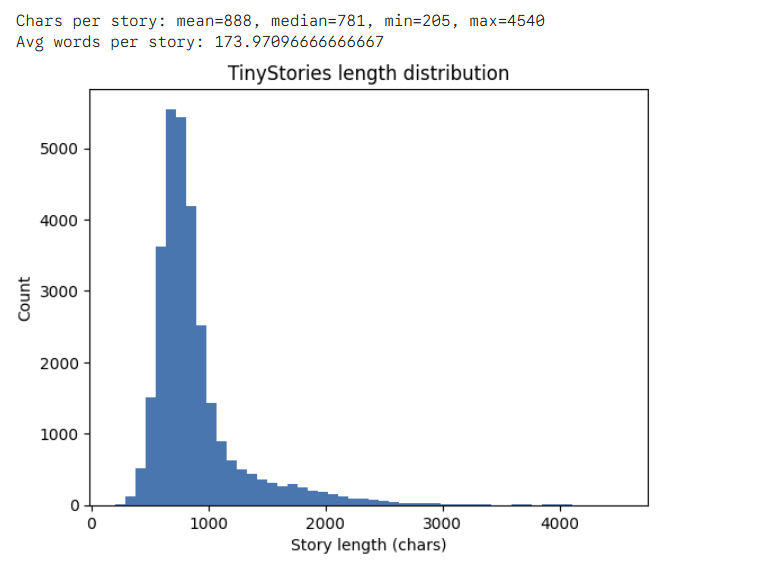 Chars per story: mean=888, median=781, min=205, max=4540
Avg words per story: 173.97096666666667
TinyStories length distribution
5000
4000
3000
2000
1000
0
Count
0 1000 2000 3000 4000
Story length (chars)